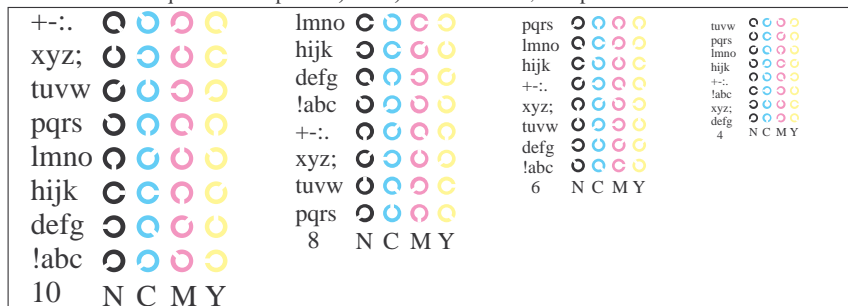 +-:.
xyz;
tuvw
pqrs
lmno
hijk
defg
!abc
10 N C M Y
lmno
hijk
defg
!abc
+-:.
xyz;
tuvw
pqrs
8 N C M Y
pqrs
lmno
hijk
+-:.
xyz;
tuvw
defg
!abc
6 N C M Y
tuvw
pqrs
lmno
hijk
+-:.
!abc
xyz;
defg
4 N C M Y